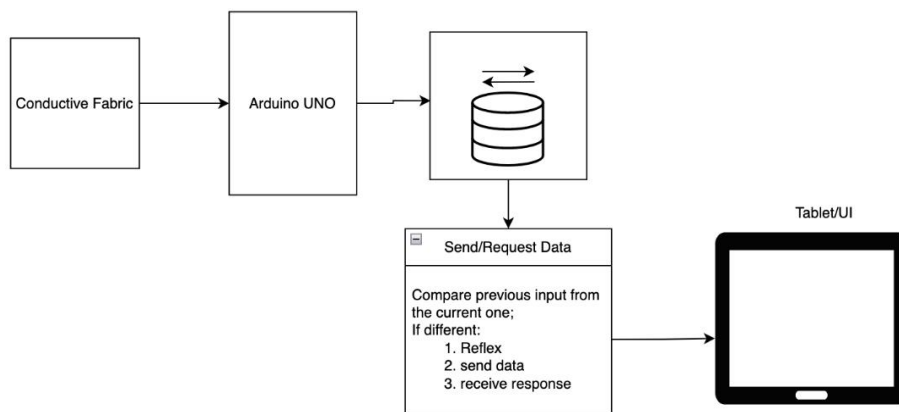 Conductive Fabric
Arduino UNO
Tablet/UI
Send/Request Data
Compare previous input from
the current one;
If different:
1. Reflex
2. send data
3. receive response